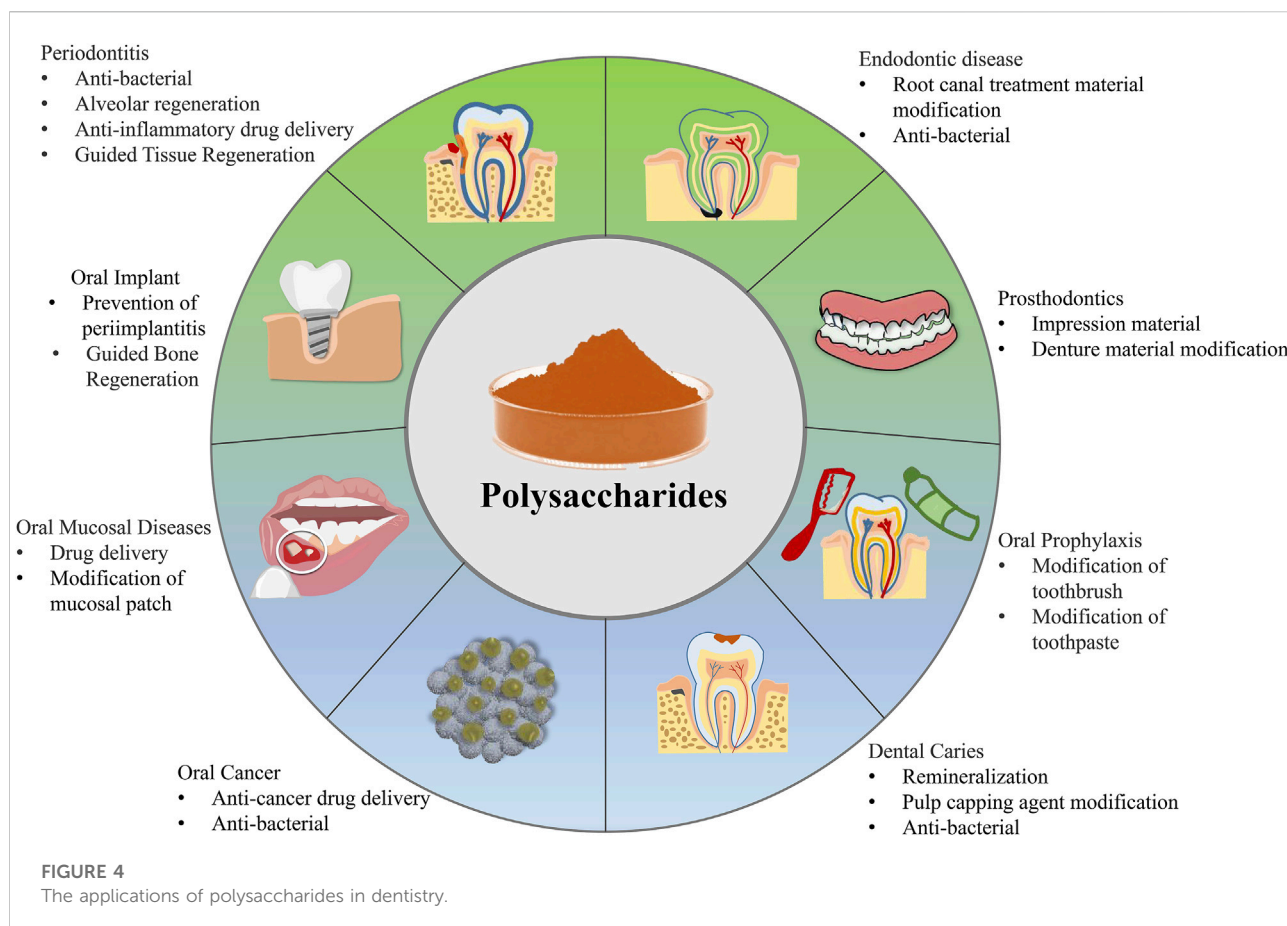 Periodontitis
• Anti-bacterial
• Alveolar regeneration
• Anti-inflammatory drug delivery
• Guided Tissue Regeneration
Endodontic disease
• Root canal treatment material
modification
• Anti-bacterial
Oral Implant
• Prevention of
periimplantitis
• Guided Bone
Regeneration
Prosthodontics
• Impression material
• Denture material modification
Polysaccharides
Oral Mucosal Diseases
• Drug delivery
• Modification of
mucosal patch
Oral Prophylaxis
• Modification of
toothbrush
• Modification of
toothpaste
Oral Cancer
• Anti-cancer drug delivery
• Anti-bacterial
Dental Caries
• Remineralization
• Pulp capping agent modification
• Anti-bacterial
FIGURE 4
The applications of polysaccharides in dentistry.